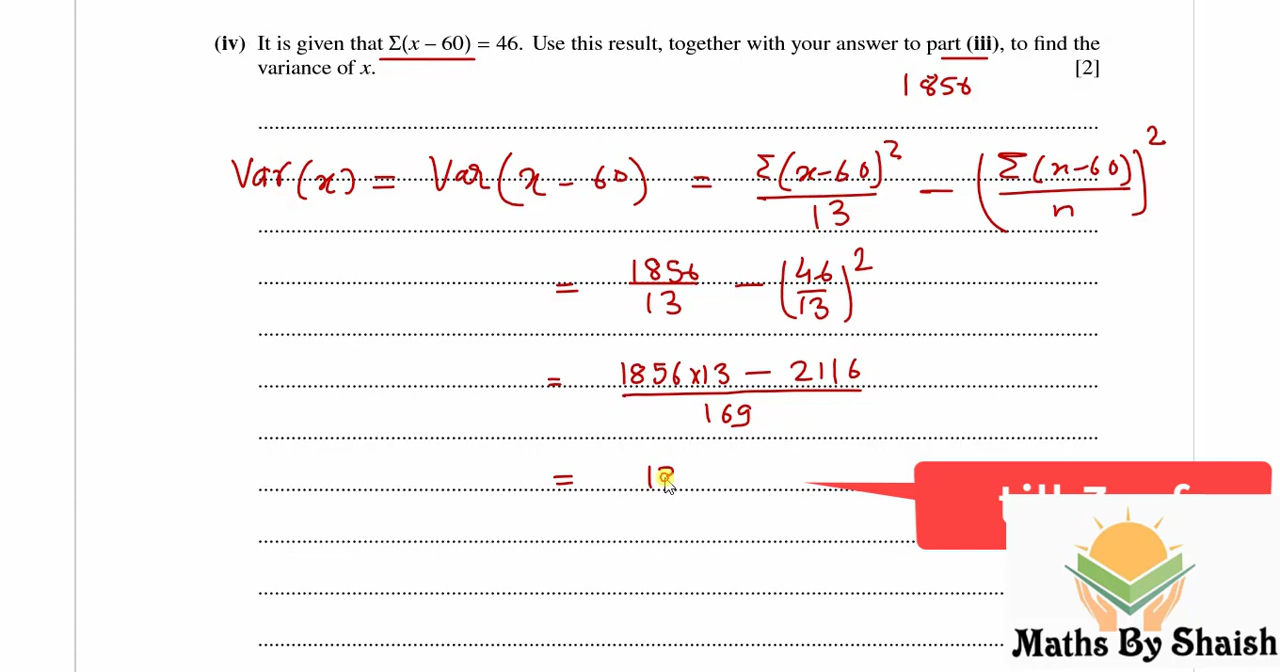 (iv) It is given that Σ(x − 60) = 46. Use this result, together with your answer to part (iii), to find the
variance of x. [2]
1856
Var(x) = Var(x − 60) = Σ(x−60)²/13 − (Σ(x−60)/n)²
= 1856/13 − (46/13)²
= 1856×13 − 2116/169
= 1
Maths By Shaish